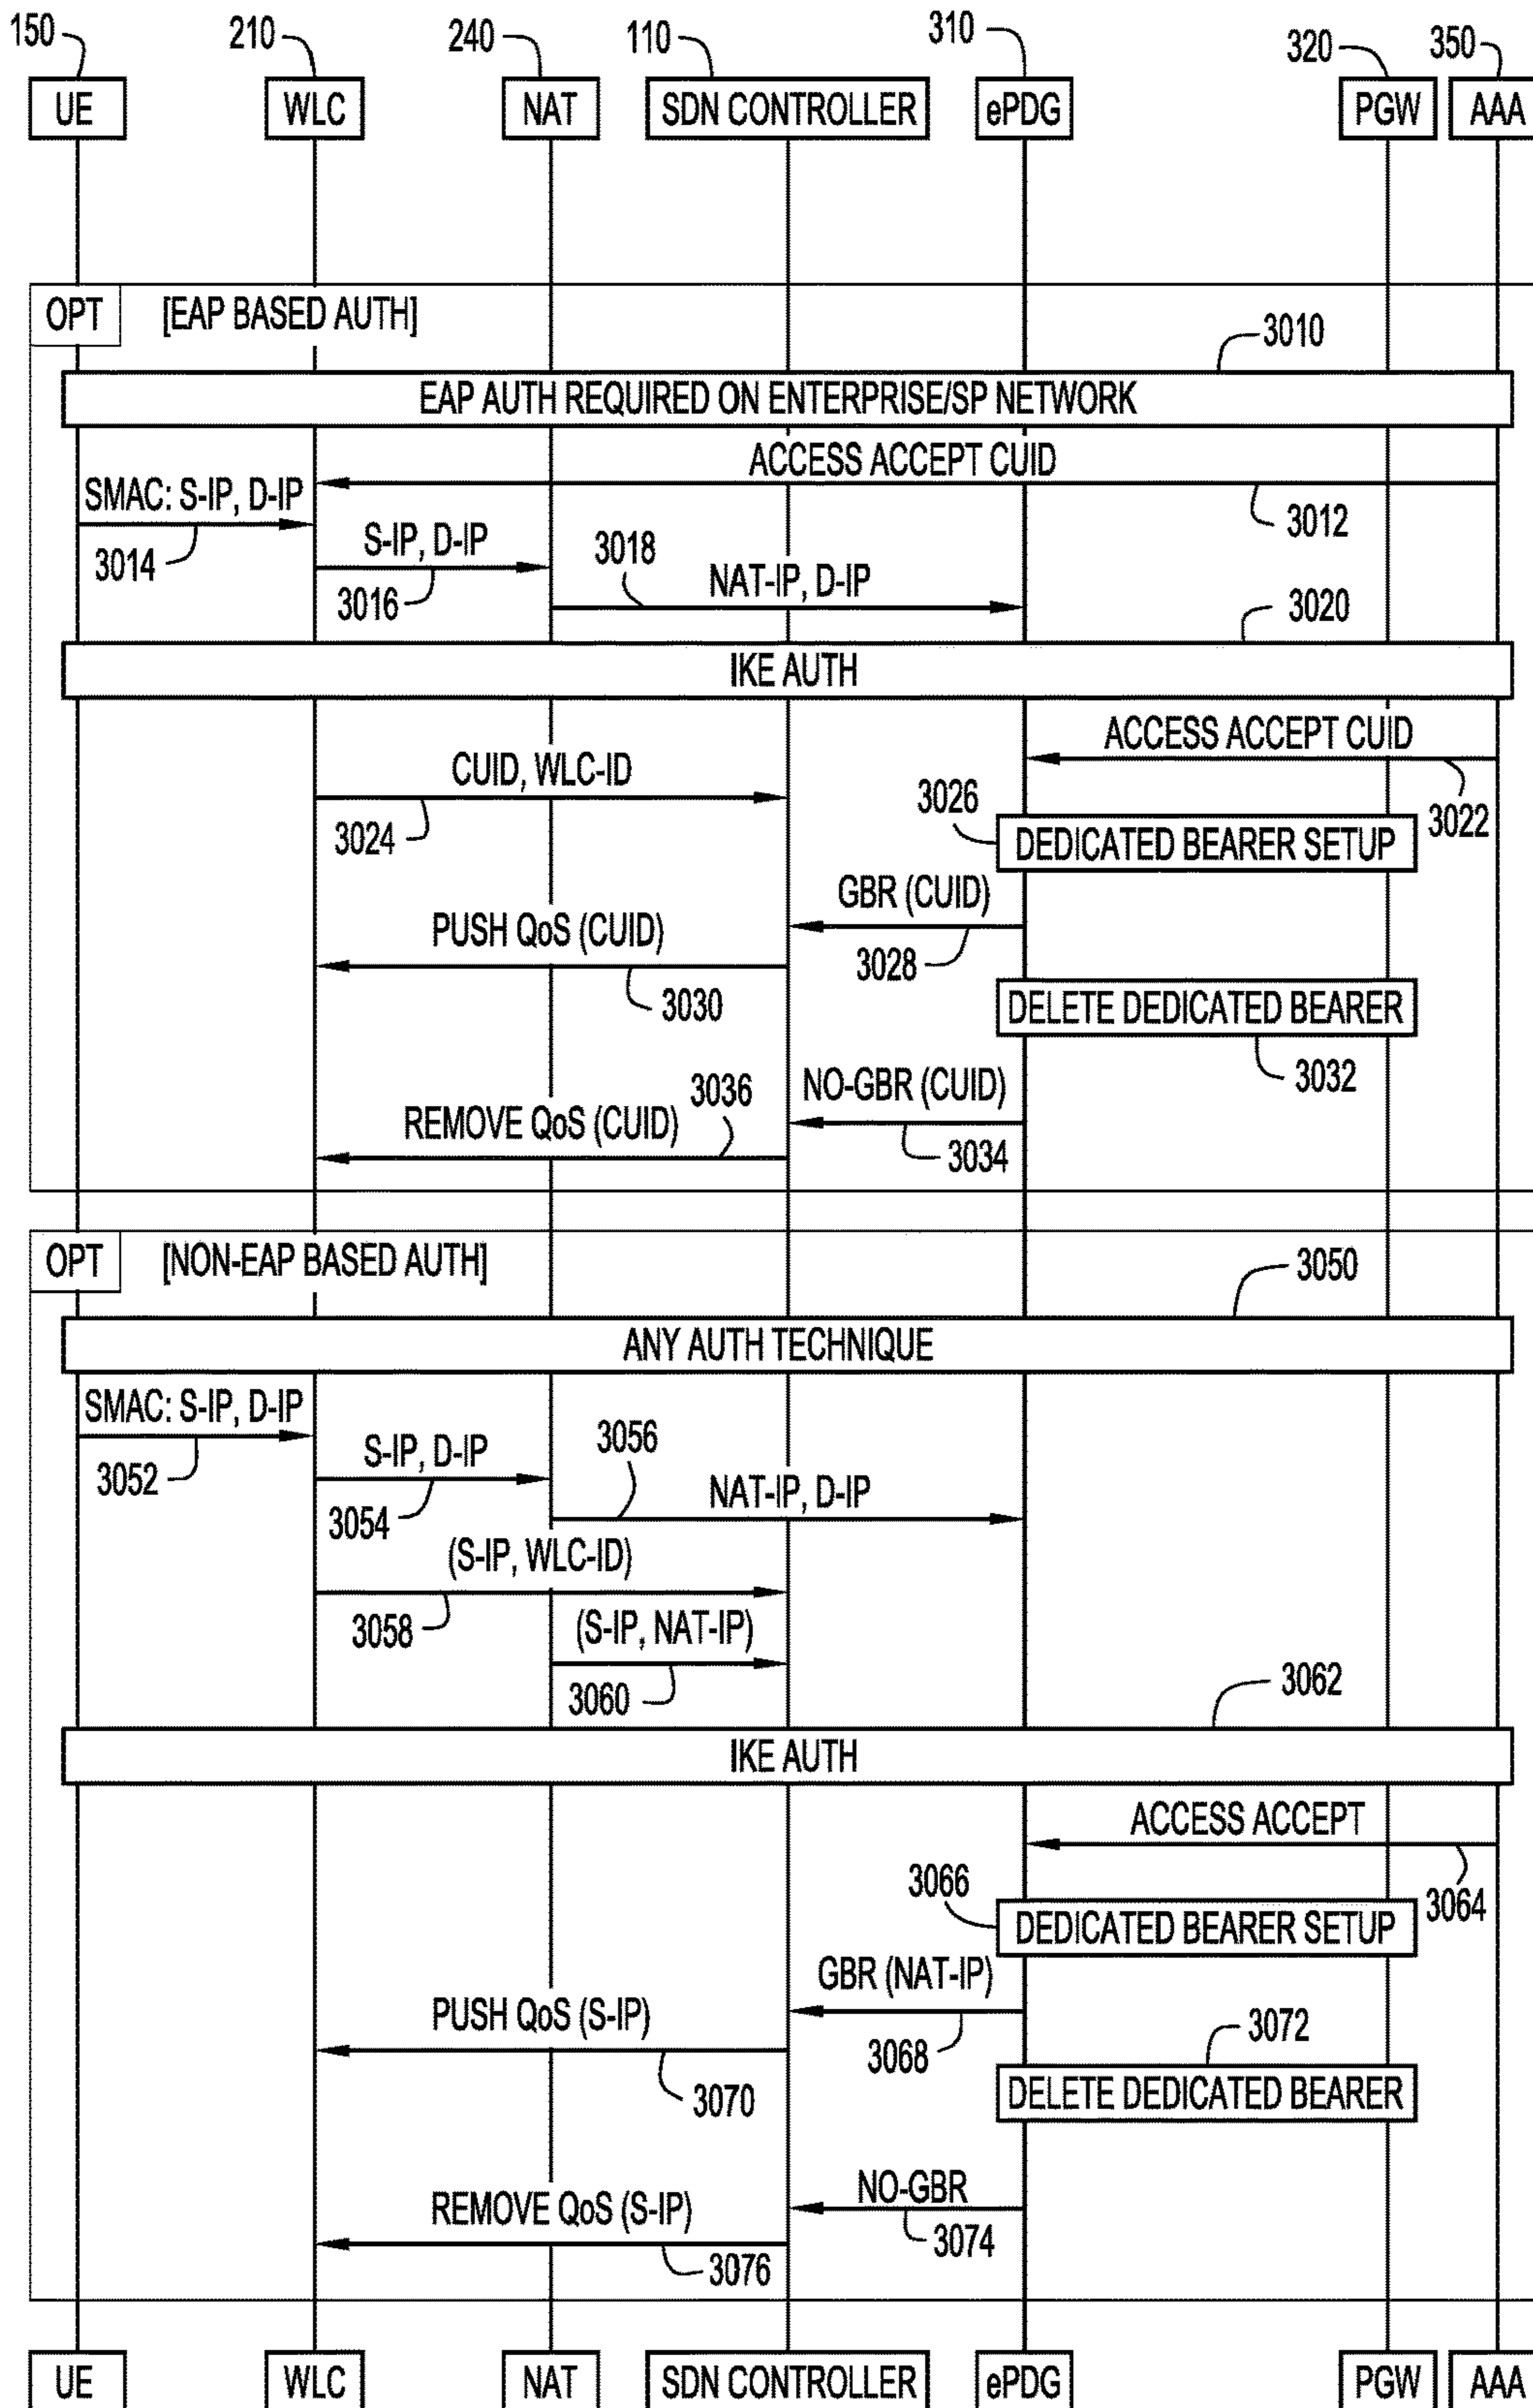 150
210
240
110
310
320
350
UE
WLC
NAT
SDN CONTROLLER
ePDG
PGW
AAA
OPT
[EAP BASED AUTH]
3010
EAP AUTH REQUIRED ON ENTERPRISE/SP NETWORK
ACCESS ACCEPT CUID
3012
SMAC: S-IP, D-IP
3014
S-IP, D-IP
3016
3018
NAT-IP, D-IP
3020
IKE AUTH
ACCESS ACCEPT CUID
3022
CUID, WLC-ID
3024
3026
DEDICATED BEARER SETUP
GBR (CUID)
3028
PUSH QoS (CUID)
3030
DELETE DEDICATED BEARER
3032
NO-GBR (CUID)
3034
3036
REMOVE QoS (CUID)
OPT
[NON-EAP BASED AUTH]
3050
ANY AUTH TECHNIQUE
SMAC: S-IP, D-IP
3052
S-IP, D-IP
3054
3056
NAT-IP, D-IP
(S-IP, WLC-ID)
3058
(S-IP, NAT-IP)
3060
3062
IKE AUTH
ACCESS ACCEPT
3064
3066
DEDICATED BEARER SETUP
GBR (NAT-IP)
3068
PUSH QoS (S-IP)
3070
3072
DELETE DEDICATED BEARER
NO-GBR
3074
REMOVE QoS (S-IP)
3076
UE
WLC
NAT
SDN CONTROLLER
ePDG
PGW
AAA